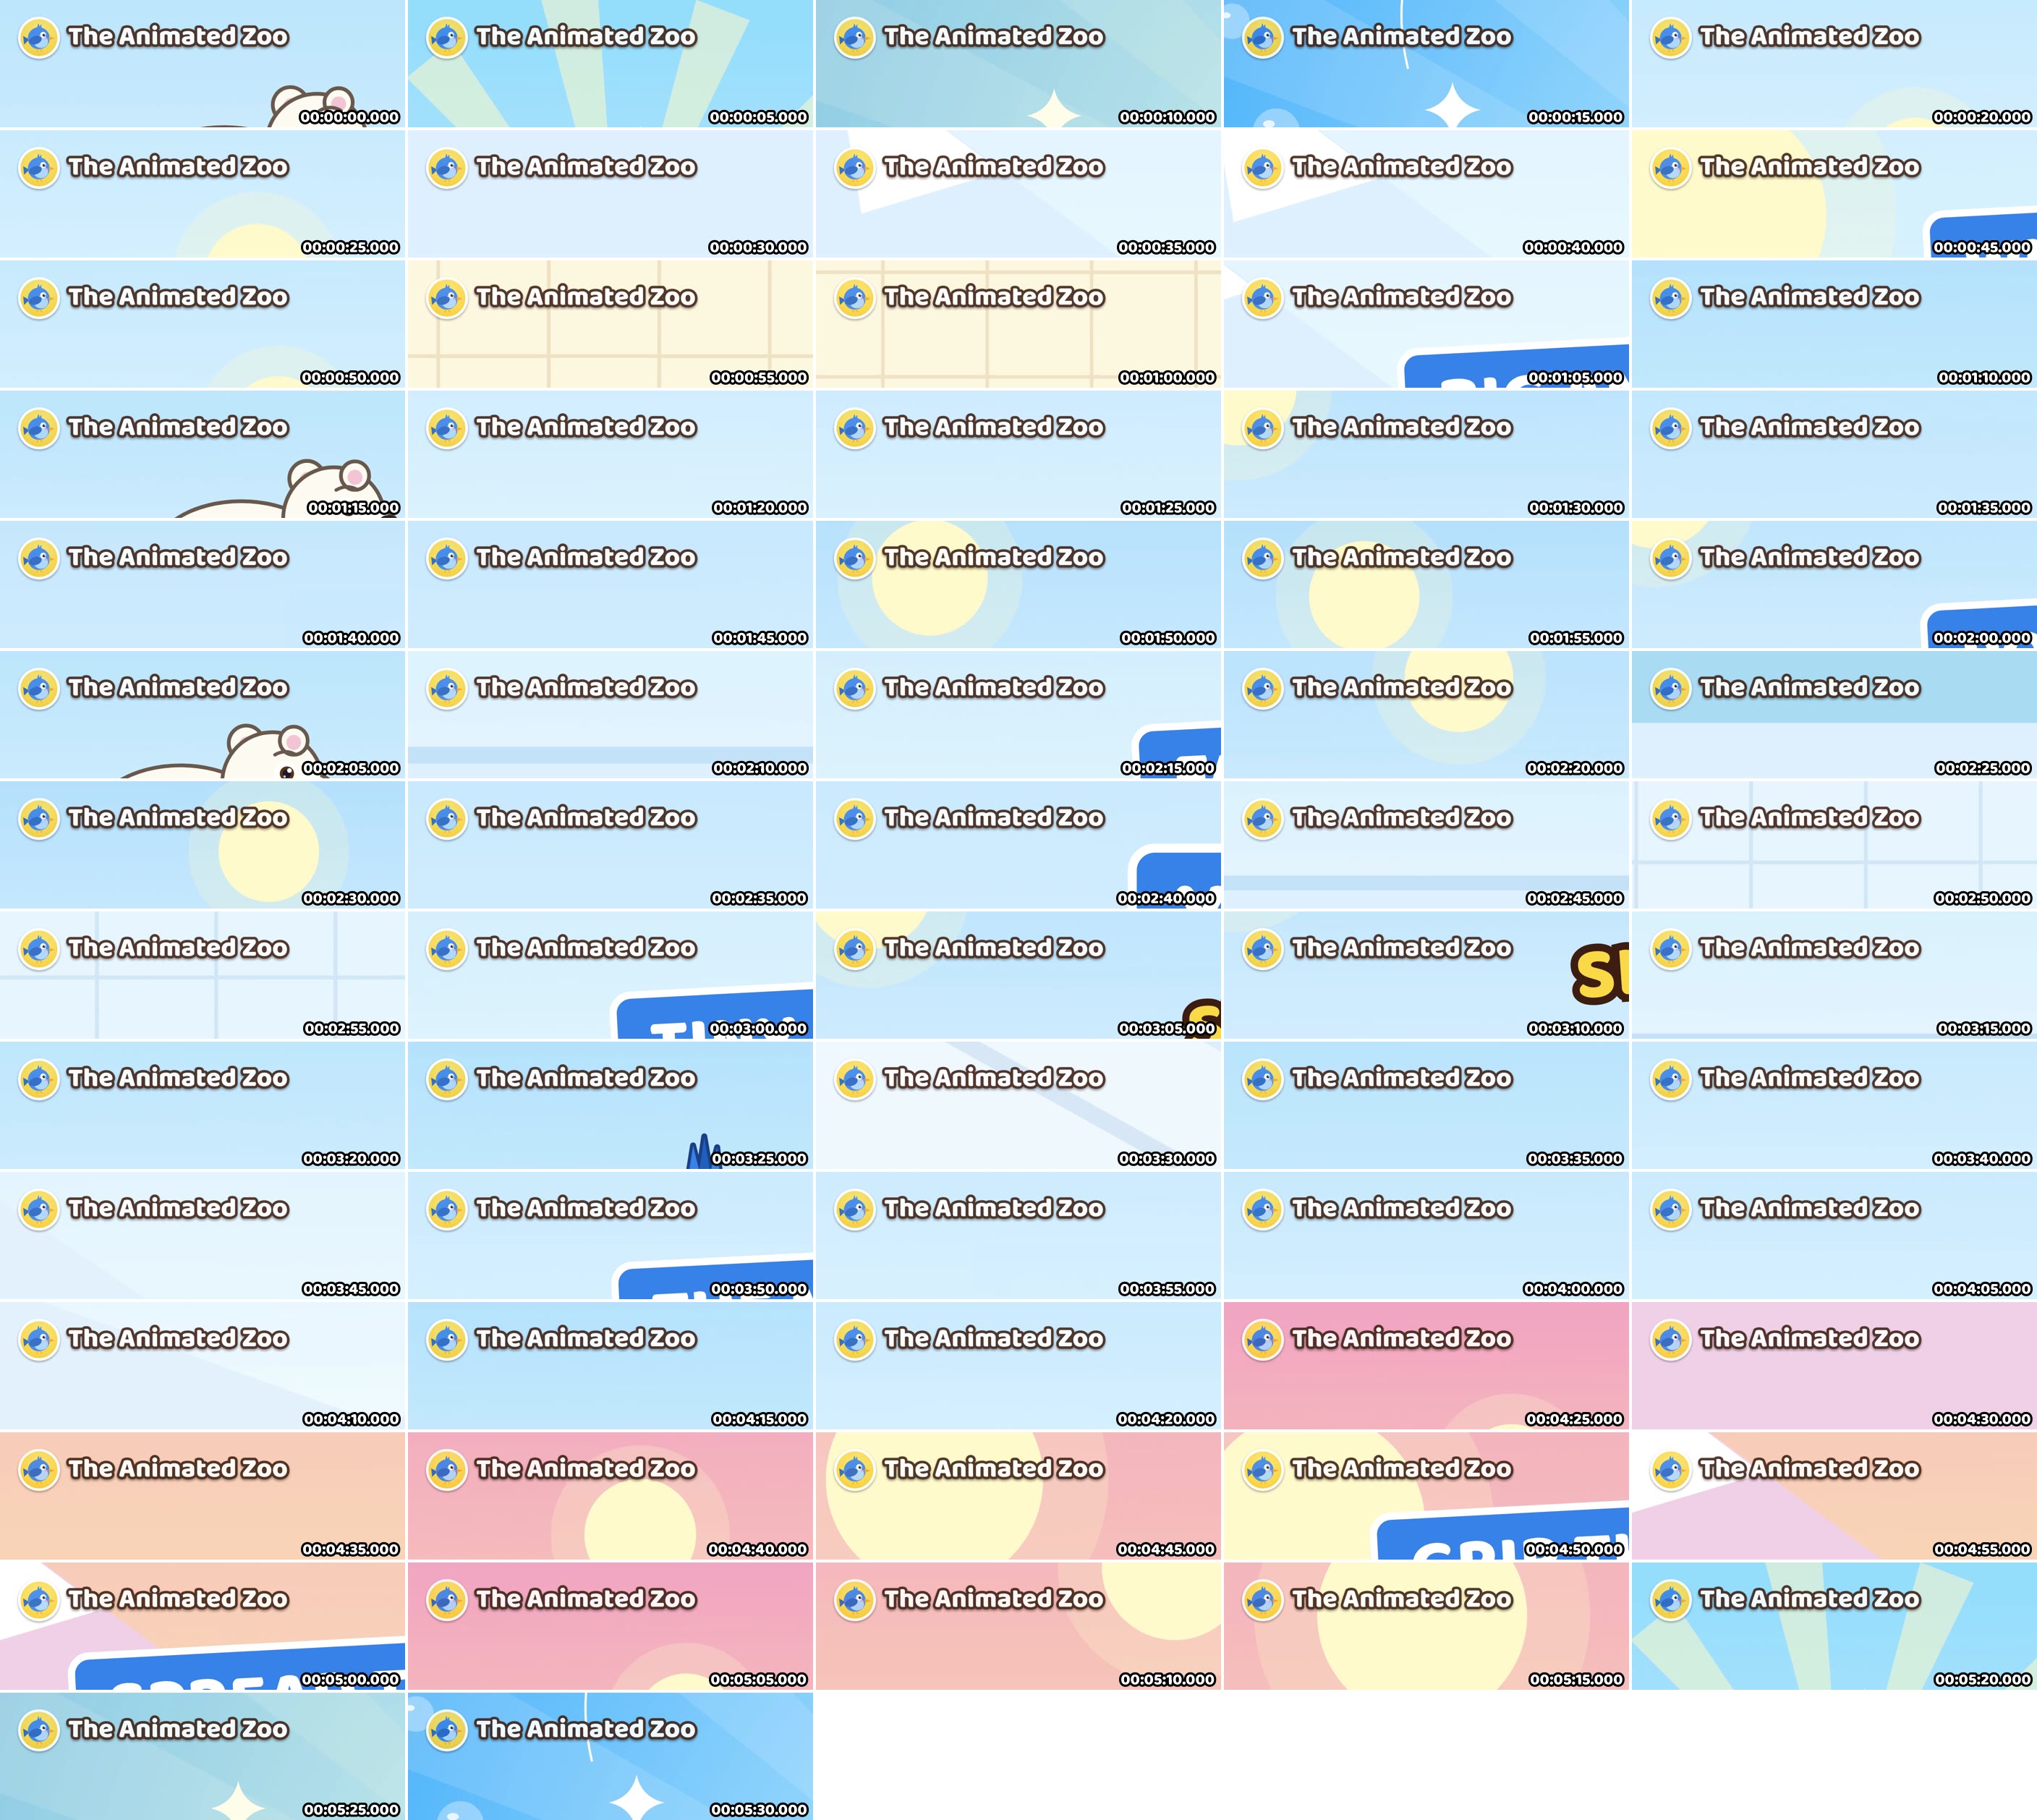 The Animated Zoo The Animated Zoo The Animated Zoo The Animated Zoo The Animated Zoo
00:00:00.000 00:00:05.000 00:00:10.000 00:00:15.000 00:00:20.000
The Animated Zoo The Animated Zoo The Animated Zoo The Animated Zoo The Animated Zoo
00:00:25.000 00:00:30.000 00:00:35.000 00:00:40.000 00:00:45.000
The Animated Zoo The Animated Zoo The Animated Zoo The Animated Zoo The Animated Zoo
00:00:50.000 00:00:55.000 00:01:00.000 00:01:05.000 00:01:10.000
The Animated Zoo The Animated Zoo The Animated Zoo The Animated Zoo The Animated Zoo
00:01:15.000 00:01:20.000 00:01:25.000 00:01:30.000 00:01:35.000
The Animated Zoo The Animated Zoo The Animated Zoo The Animated Zoo The Animated Zoo
00:01:40.000 00:01:45.000 00:01:50.000 00:01:55.000 00:02:00.000
The Animated Zoo The Animated Zoo The Animated Zoo The Animated Zoo The Animated Zoo
00:02:05.000 00:02:10.000 00:02:15.000 00:02:20.000 00:02:25.000
The Animated Zoo The Animated Zoo The Animated Zoo The Animated Zoo The Animated Zoo
00:02:30.000 00:02:35.000 00:02:40.000 00:02:45.000 00:02:50.000
The Animated Zoo The Animated Zoo The Animated Zoo The Animated Zoo The Animated Zoo
00:02:55.000 00:03:00.000 00:03:05.000 00:03:10.000 00:03:15.000
The Animated Zoo The Animated Zoo The Animated Zoo The Animated Zoo The Animated Zoo
00:03:20.000 00:03:25.000 00:03:30.000 00:03:35.000 00:03:40.000
The Animated Zoo The Animated Zoo The Animated Zoo The Animated Zoo The Animated Zoo
00:03:45.000 00:03:50.000 00:03:55.000 00:04:00.000 00:04:05.000
The Animated Zoo The Animated Zoo The Animated Zoo The Animated Zoo The Animated Zoo
00:04:10.000 00:04:15.000 00:04:20.000 00:04:25.000 00:04:30.000
The Animated Zoo The Animated Zoo The Animated Zoo The Animated Zoo The Animated Zoo
00:04:35.000 00:04:40.000 00:04:45.000 00:04:50.000 00:04:55.000
The Animated Zoo The Animated Zoo The Animated Zoo The Animated Zoo The Animated Zoo
00:05:00.000 00:05:05.000 00:05:10.000 00:05:15.000 00:05:20.000
The Animated Zoo The Animated Zoo
00:05:25.000 00:05:30.000